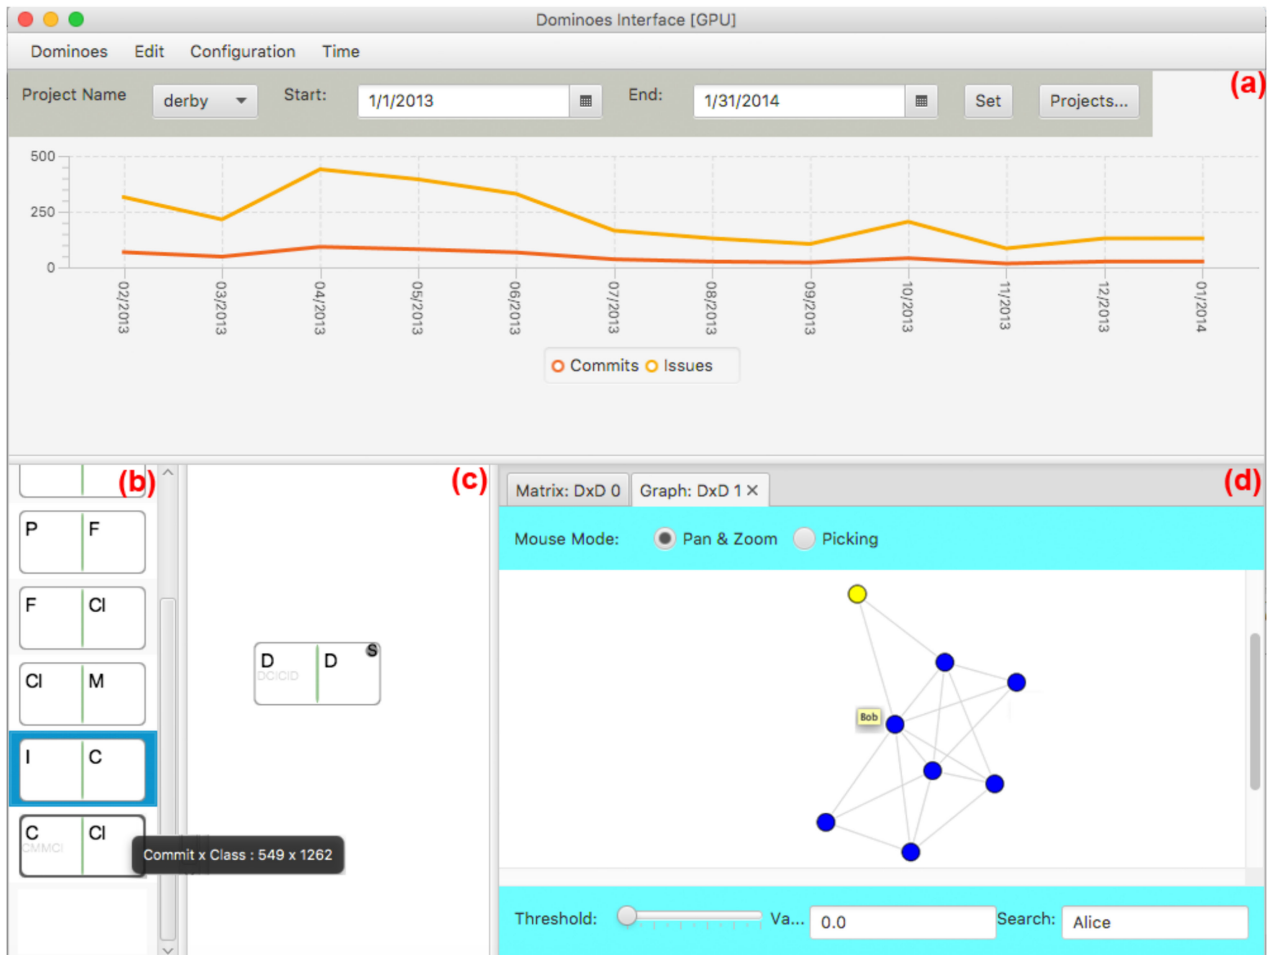 Dominoes Interface [GPU]
Dominoes Edit Configuration Time
(a)
Project Name derby Start: 1/1/2013 End: 1/31/2014 Set Projects...
500
250
0
02/2013 03/2013 04/2013 05/2013 06/2013 07/2013 08/2013 09/2013 10/2013 11/2013 12/2013 01/2014
Commits Issues
(b)
P F
F Cl
Cl M
I C
C Cl
CMMCl
Commit x Class : 549 x 1262
(c)
D D S
DClClD
(d)
Matrix: DxD 0 Graph: DxD 1 ×
Mouse Mode: Pan & Zoom Picking
Bob
Threshold: Va... 0.0 Search: Alice